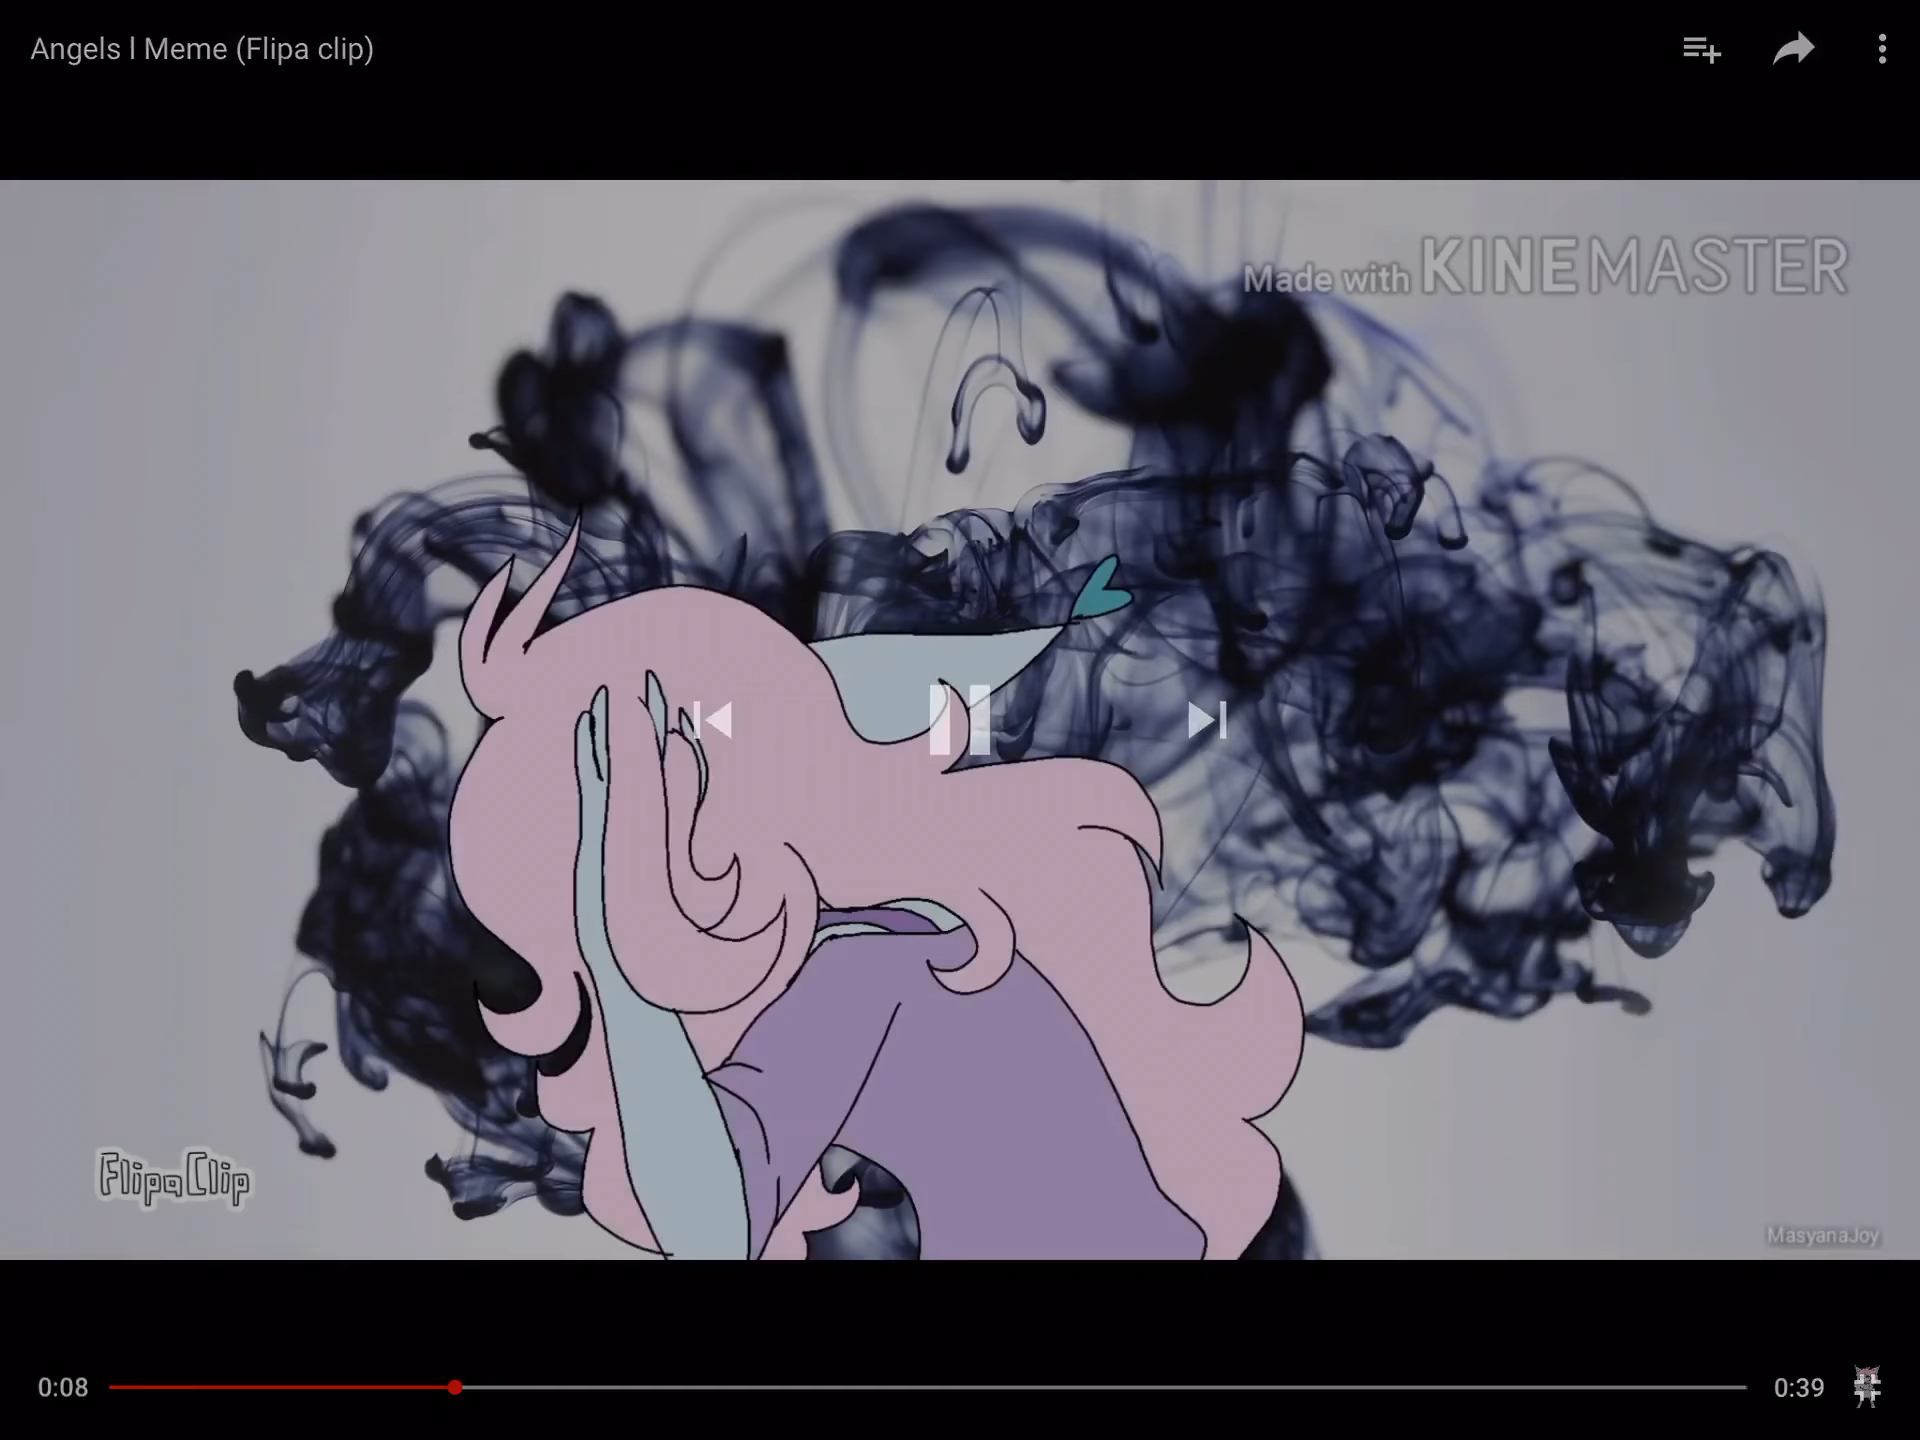 Angels l Meme (Flipa clip)
Made with KINEMASTER
FlipaClip
MasyanaJoy
0:08
0:39